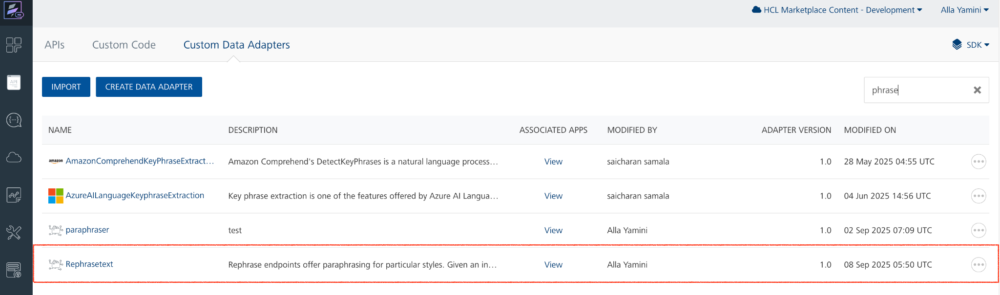 HCL Marketplace Content - Development Alla Yamini
MX
APIs Custom Code Custom Data Adapters SDK
API
IMPORT CREATE DATA ADAPTER phrase
NAME DESCRIPTION ASSOCIATED APPS MODIFIED BY ADAPTER VERSION MODIFIED ON
amazon AmazonComprehendKeyPhraseExtract... Amazon Comprehend's DetectKeyPhrases is a natural language process... View saicharan samala 1.0 28 May 2025 04:55 UTC
AzureAILanguageKeyphraseExtraction Key phrase extraction is one of the features offered by Azure AI Langua... View saicharan samala 1.0 04 Jun 2025 14:56 UTC
paraphraser test View Alla Yamini 1.0 02 Sep 2025 07:09 UTC
Rephrasetext Rephrase endpoints offer paraphrasing for particular styles. Given an in... View Alla Yamini 1.0 08 Sep 2025 05:50 UTC